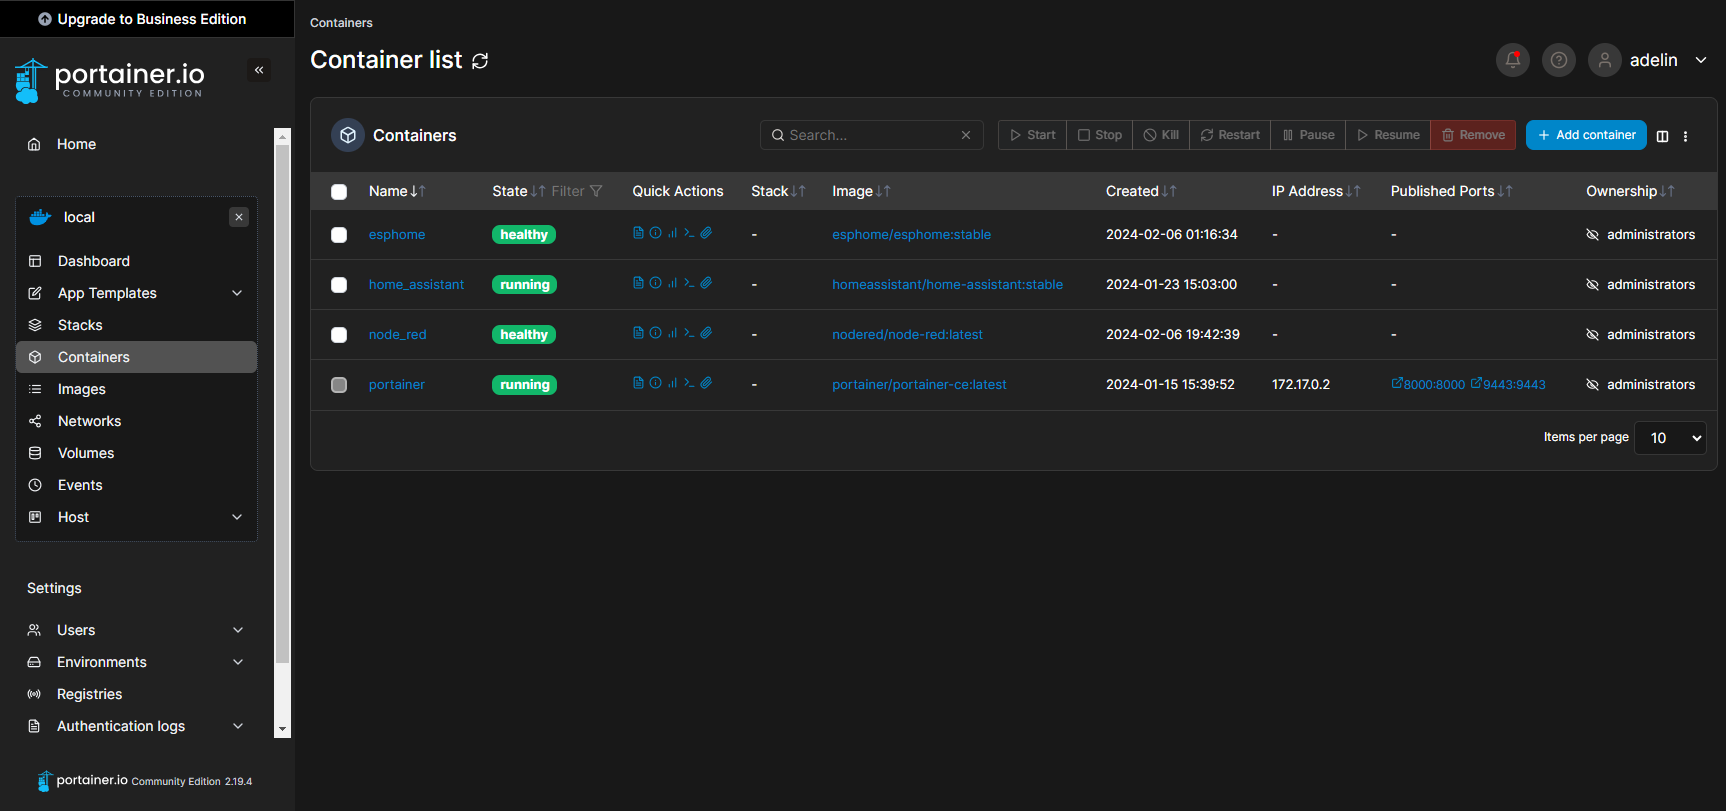 Upgrade to Business Edition
portainer.io
COMMUNITY EDITION
Home
local
Dashboard
App Templates
Stacks
Containers
Images
Networks
Volumes
Events
Host
Settings
Users
Environments
Registries
Authentication logs
portainer.io Community Edition 2.19.4
Containers
Container list
adelin
Containers
Search...
Start Stop Kill Restart Pause Resume Remove
Add container
Name State Filter Quick Actions Stack Image Created IP Address Published Ports Ownership
esphome healthy - esphome/esphome:stable 2024-02-06 01:16:34 - - administrators
home_assistant running - homeassistant/home-assistant:stable 2024-01-23 15:03:00 - - administrators
node_red healthy - nodered/node-red:latest 2024-02-06 19:42:39 - - administrators
portainer running - portainer/portainer-ce:latest 2024-01-15 15:39:52 172.17.0.2 8000:8000 9443:9443 administrators
Items per page 10